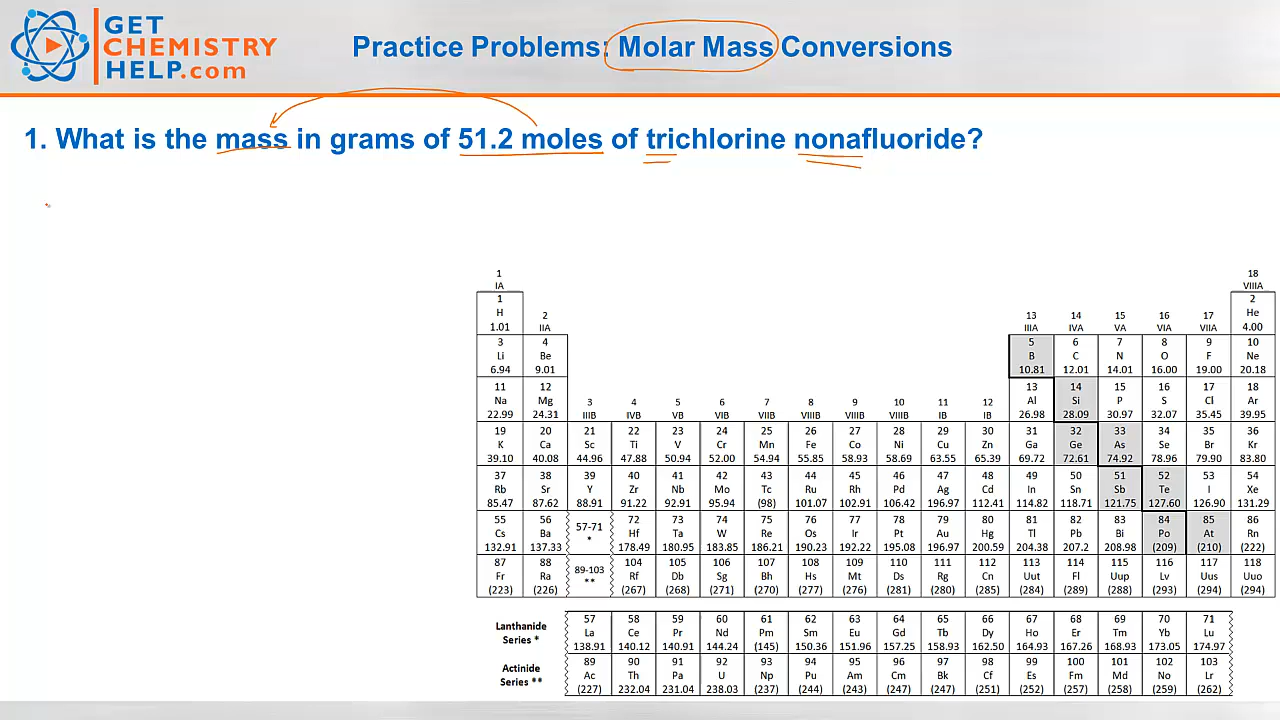 GET
CHEMISTRY
HELP.com
Practice Problems: Molar Mass Conversions
1. What is the mass in grams of 51.2 moles of trichlorine nonafluoride?
1 18
IA VIIIA
1 2
H 2 13 14 15 16 17 He
1.01 IIA IIIA IVA VA VIA VIIA 4.00
3 4 5 6 7 8 9 10
Li Be B C N O F Ne
6.94 9.01 10.81 12.01 14.01 16.00 19.00 20.18
11 12 13 14 15 16 17 18
Na Mg 3 4 5 6 7 8 9 10 11 12 Al Si P S Cl Ar
22.99 24.31 IIIB IVB VB VIB VIIB VIIIB VIIIB VIIIB IB IB 26.98 28.09 30.97 32.07 35.45 39.95
19 20 21 22 23 24 25 26 27 28 29 30 31 32 33 34 35 36
K Ca Sc Ti V Cr Mn Fe Co Ni Cu Zn Ga Ge As Se Br Kr
39.10 40.08 44.96 47.88 50.94 52.00 54.94 55.85 58.93 58.69 63.55 65.39 69.72 72.61 74.92 78.96 79.90 83.80
37 38 39 40 41 42 43 44 45 46 47 48 49 50 51 52 53 54
Rb Sr Y Zr Nb Mo Tc Ru Rh Pd Ag Cd In Sn Sb Te I Xe
85.47 87.62 88.91 91.22 92.91 95.94 (98) 101.07 102.91 106.42 196.97 112.41 114.82 118.71 121.75 127.60 126.90 131.29
55 56 57-71 72 73 74 75 76 77 78 79 80 81 82 83 84 85 86
Cs Ba * Hf Ta W Re Os Ir Pt Au Hg Tl Pb Bi Po At Rn
132.91 137.33 178.49 180.95 183.85 186.21 190.23 192.22 195.08 196.97 200.59 204.38 207.2 208.98 (209) (210) (222)
87 88 89-103 104 105 106 107 108 109 110 111 112 113 114 115 116 117 118
Fr Ra ** Rf Db Sg Bh Hs Mt Ds Rg Cn Uut Fl Uup Lv Uus Uuo
(223) (226) (267) (268) (271) (270) (277) (276) (281) (280) (285) (284) (289) (288) (293) (294) (294)
57 58 59 60 61 62 63 64 65 66 67 68 69 70 71
Lanthanide La Ce Pr Nd Pm Sm Eu Gd Tb Dy Ho Er Tm Yb Lu
Series * 138.91 140.12 140.91 144.24 (145) 150.36 151.96 157.25 158.93 162.50 164.93 167.26 168.93 173.05 174.97
89 90 91 92 93 94 95 96 97 98 99 100 101 102 103
Actinide Ac Th Pa U Np Pu Am Cm Bk Cf Es Fm Md No Lr
Series ** (227) 232.04 231.04 238.03 (237) (244) (243) (247) (247) (251) (252) (257) (258) (259) (262)